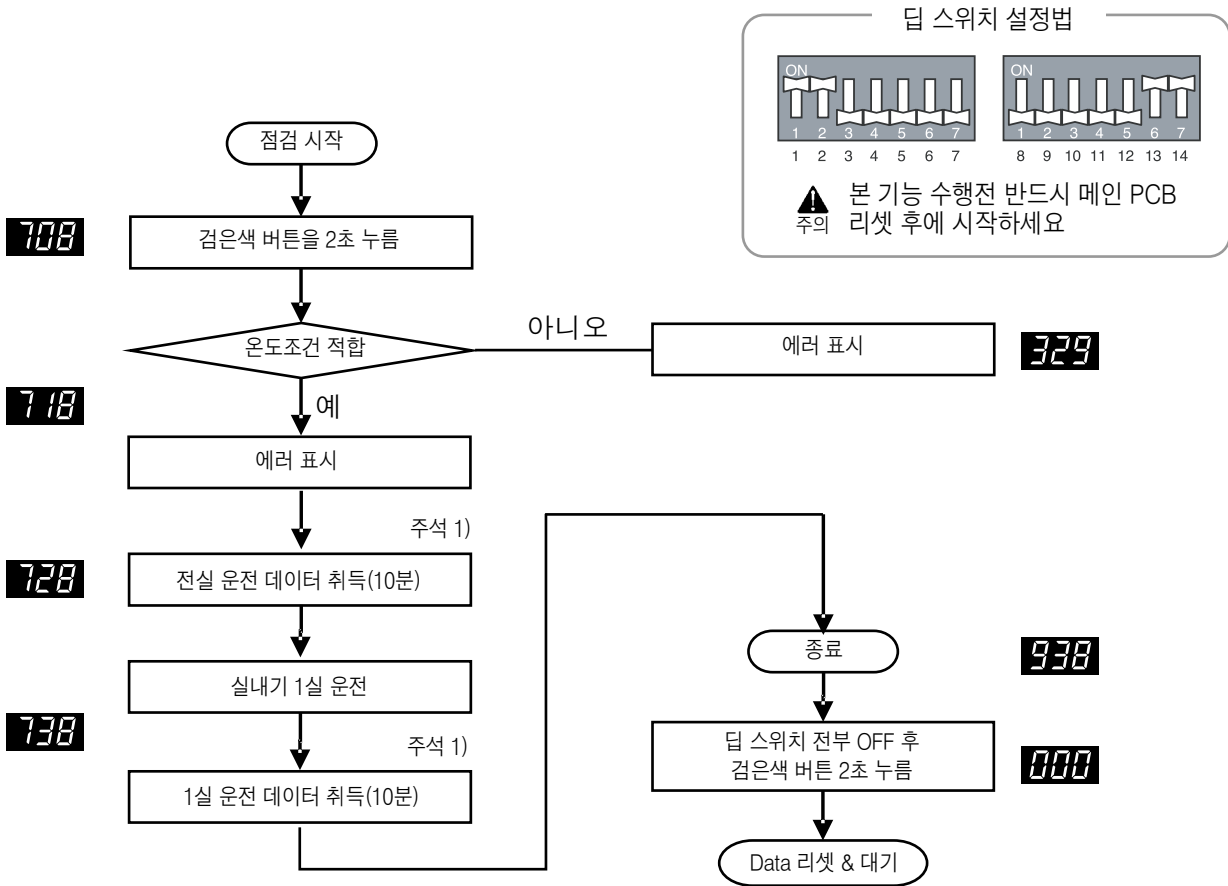 딥 스위치 설정법
ON
1 2 3 4 5 6 7
1 2 3 4 5 6 7
ON
1 2 3 4 5 6 7
8 9 10 11 12 13 14
주의
본 기능 수행전 반드시 메인 PCB
리셋 후에 시작하세요
점검 시작
708
검은색 버튼을 2초 누름
온도조건 적합
아니오
에러 표시
329
718
예
에러 표시
주석 1)
728
전실 운전 데이터 취득(10분)
실내기 1실 운전
738
주석 1)
1실 운전 데이터 취득(10분)
종료
938
딥 스위치 전부 OFF 후
검은색 버튼 2초 누름
000
Data 리셋 & 대기